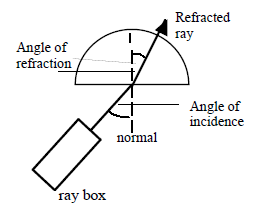 Refracted
ray
Angle of
refraction
Angle of
incidence
normal
ray box